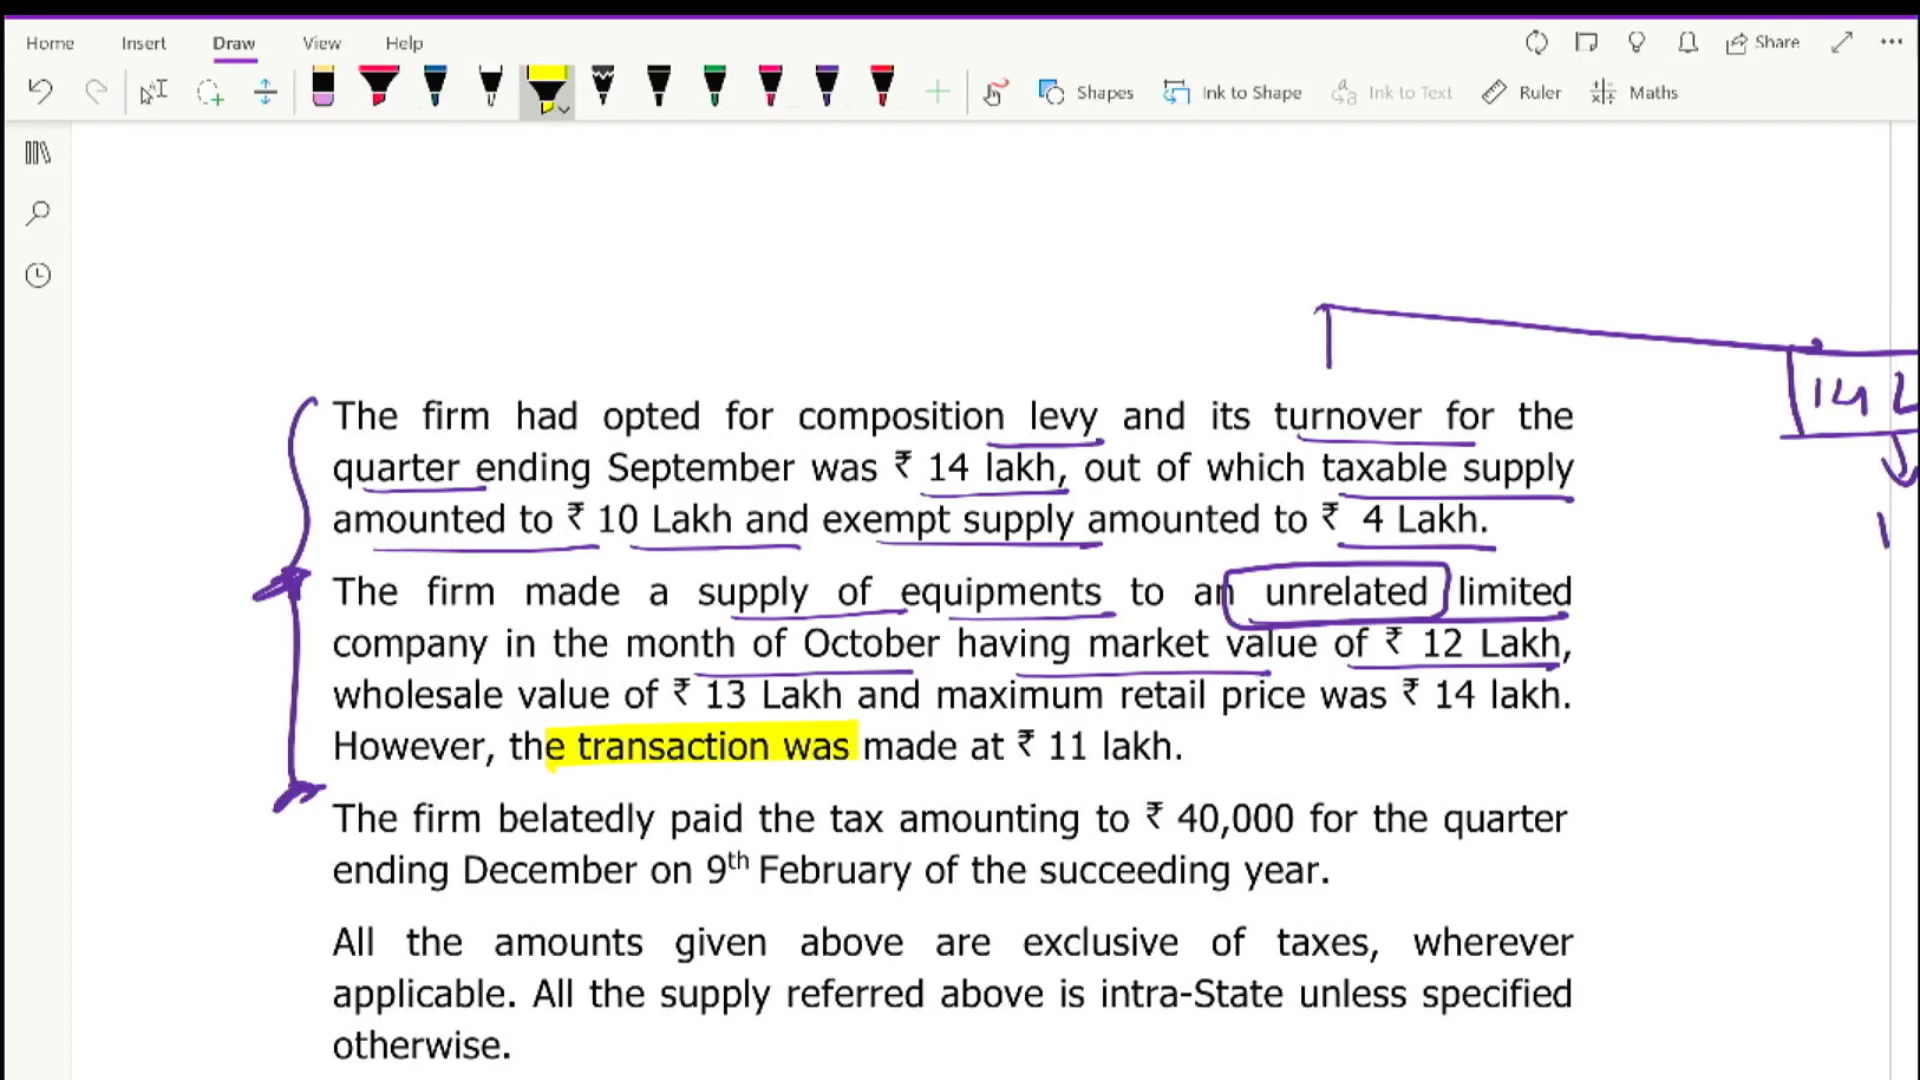 Home Insert Draw View Help Share
Shapes Ink to Shape Ink to Text Ruler Maths
14 L
The firm had opted for composition levy and its turnover for the
quarter ending September was ₹ 14 lakh, out of which taxable supply
amounted to ₹ 10 Lakh and exempt supply amounted to ₹ 4 Lakh.
The firm made a supply of equipments to an unrelated limited
company in the month of October having market value of ₹ 12 Lakh,
wholesale value of ₹ 13 Lakh and maximum retail price was ₹ 14 lakh.
However, the transaction was made at ₹ 11 lakh.
The firm belatedly paid the tax amounting to ₹ 40,000 for the quarter
ending December on 9th February of the succeeding year.
All the amounts given above are exclusive of taxes, wherever
applicable. All the supply referred above is intra-State unless specified
otherwise.